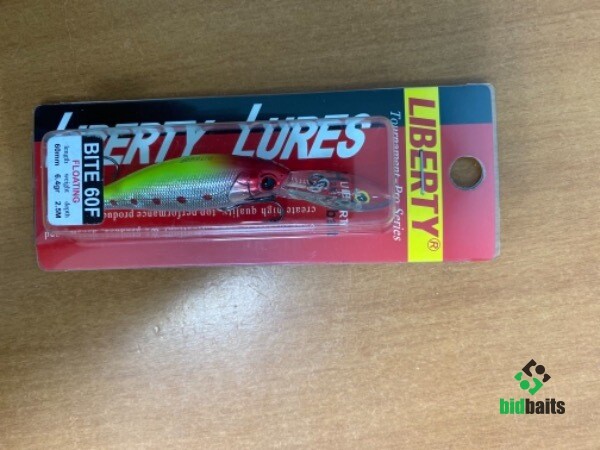 LIBERTY LURES
LIBERTY®
Tournament - Pro Series
BITE 60F
FLOATING
length weight depth
60mm 6.4gr 2.5M
create high quality, top performance produc
bidbaits